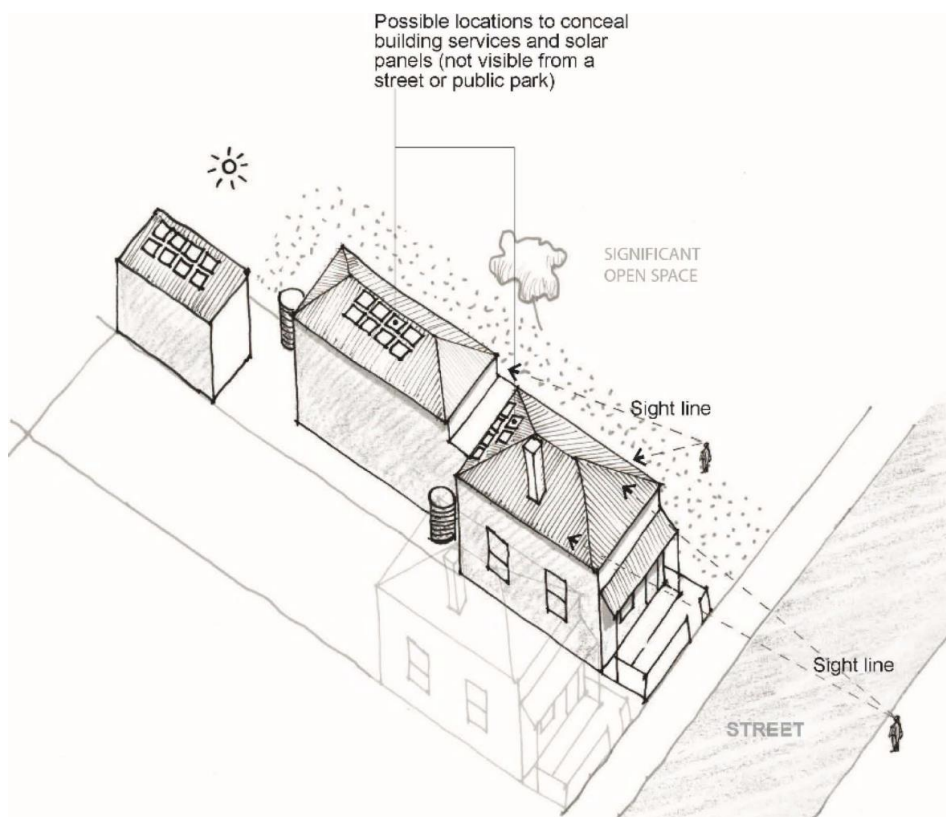 Possible locations to conceal
building services and solar
panels (not visible from a
street or public park)
SIGNIFICANT
OPEN SPACE
Sight line
Sight line
STREET